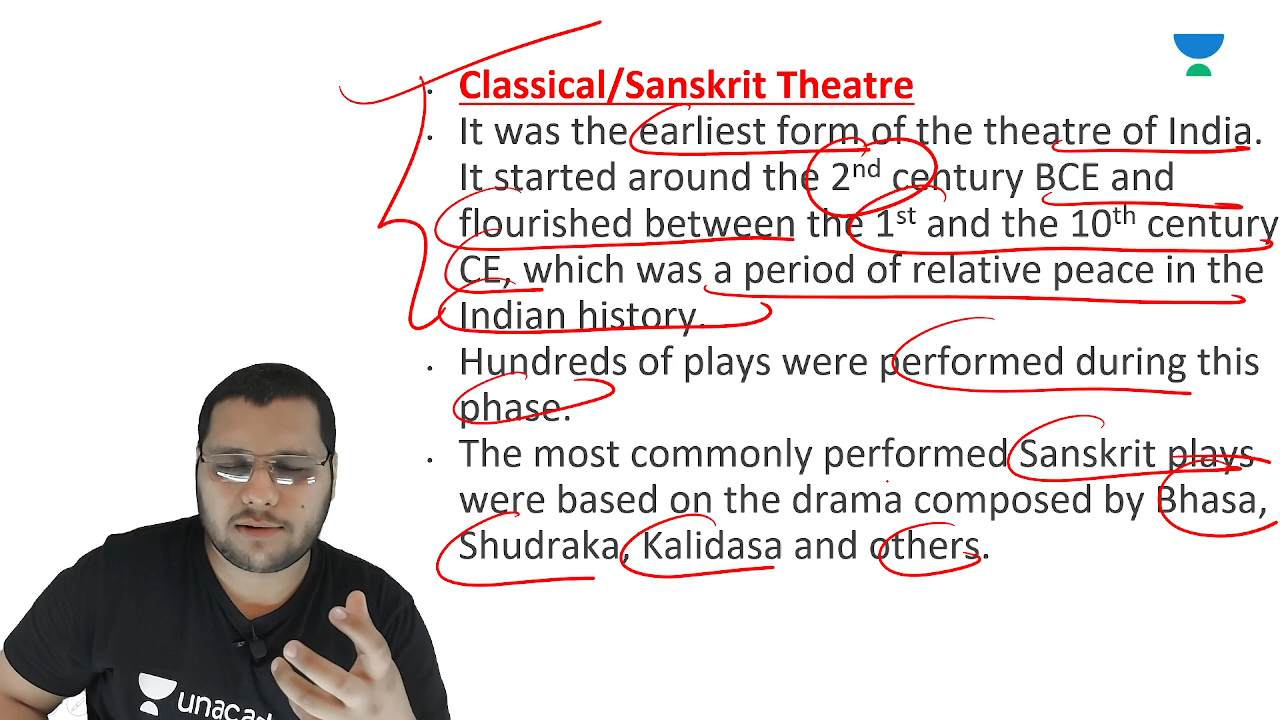 Classical/Sanskrit Theatre
It was the earliest form of the theatre of India.
It started around the 2nd century BCE and
flourished between the 1st and the 10th century
CE, which was a period of relative peace in the
Indian history.
Hundreds of plays were performed during this
phase.
The most commonly performed Sanskrit plays
were based on the drama composed by Bhasa,
Shudraka, Kalidasa and others.
unacad